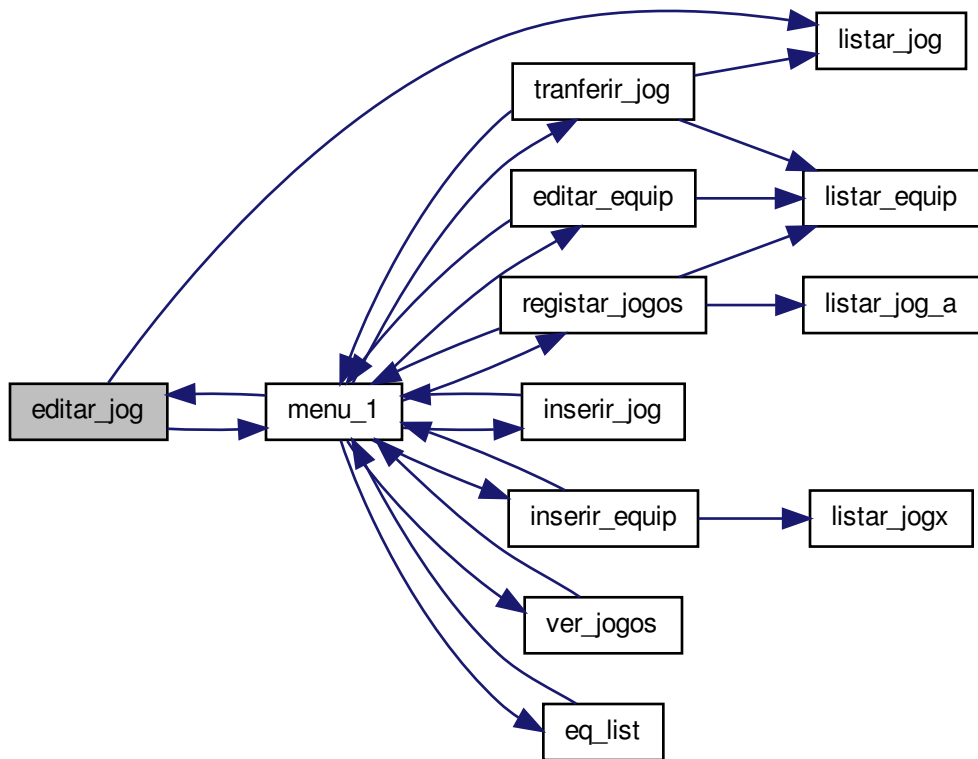 listar_jog
tranferir_jog
editar_equip
listar_equip
registar_jogos
listar_jog_a
editar_jog
menu_1
inserir_jog
inserir_equip
listar_jogx
ver_jogos
eq_list